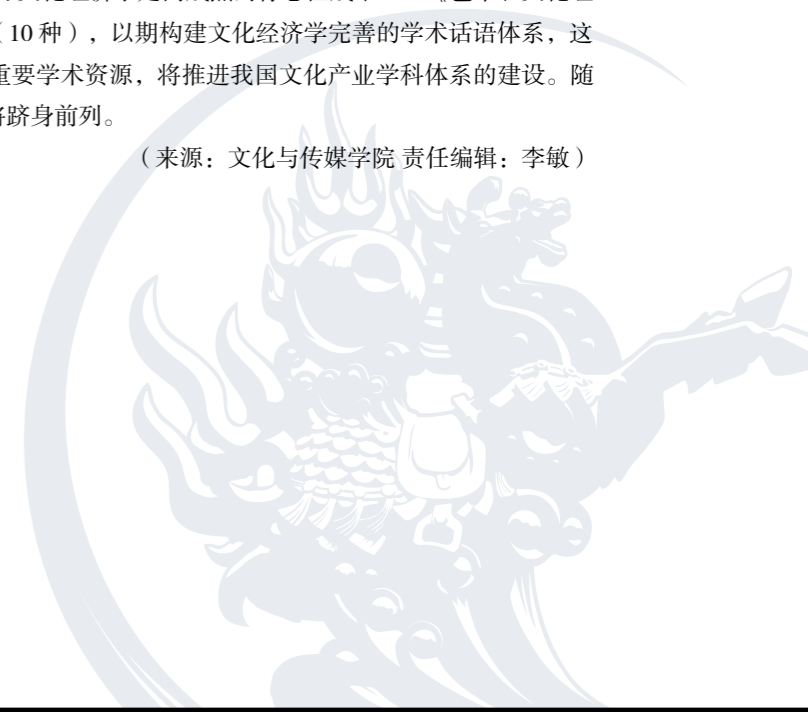 （10 种），以期构建文化经济学完善的学术话语体系，这
重要学术资源，将推进我国文化产业学科体系的建设。随
将跻身前列。
（来源：文化与传媒学院 责任编辑：李敏）